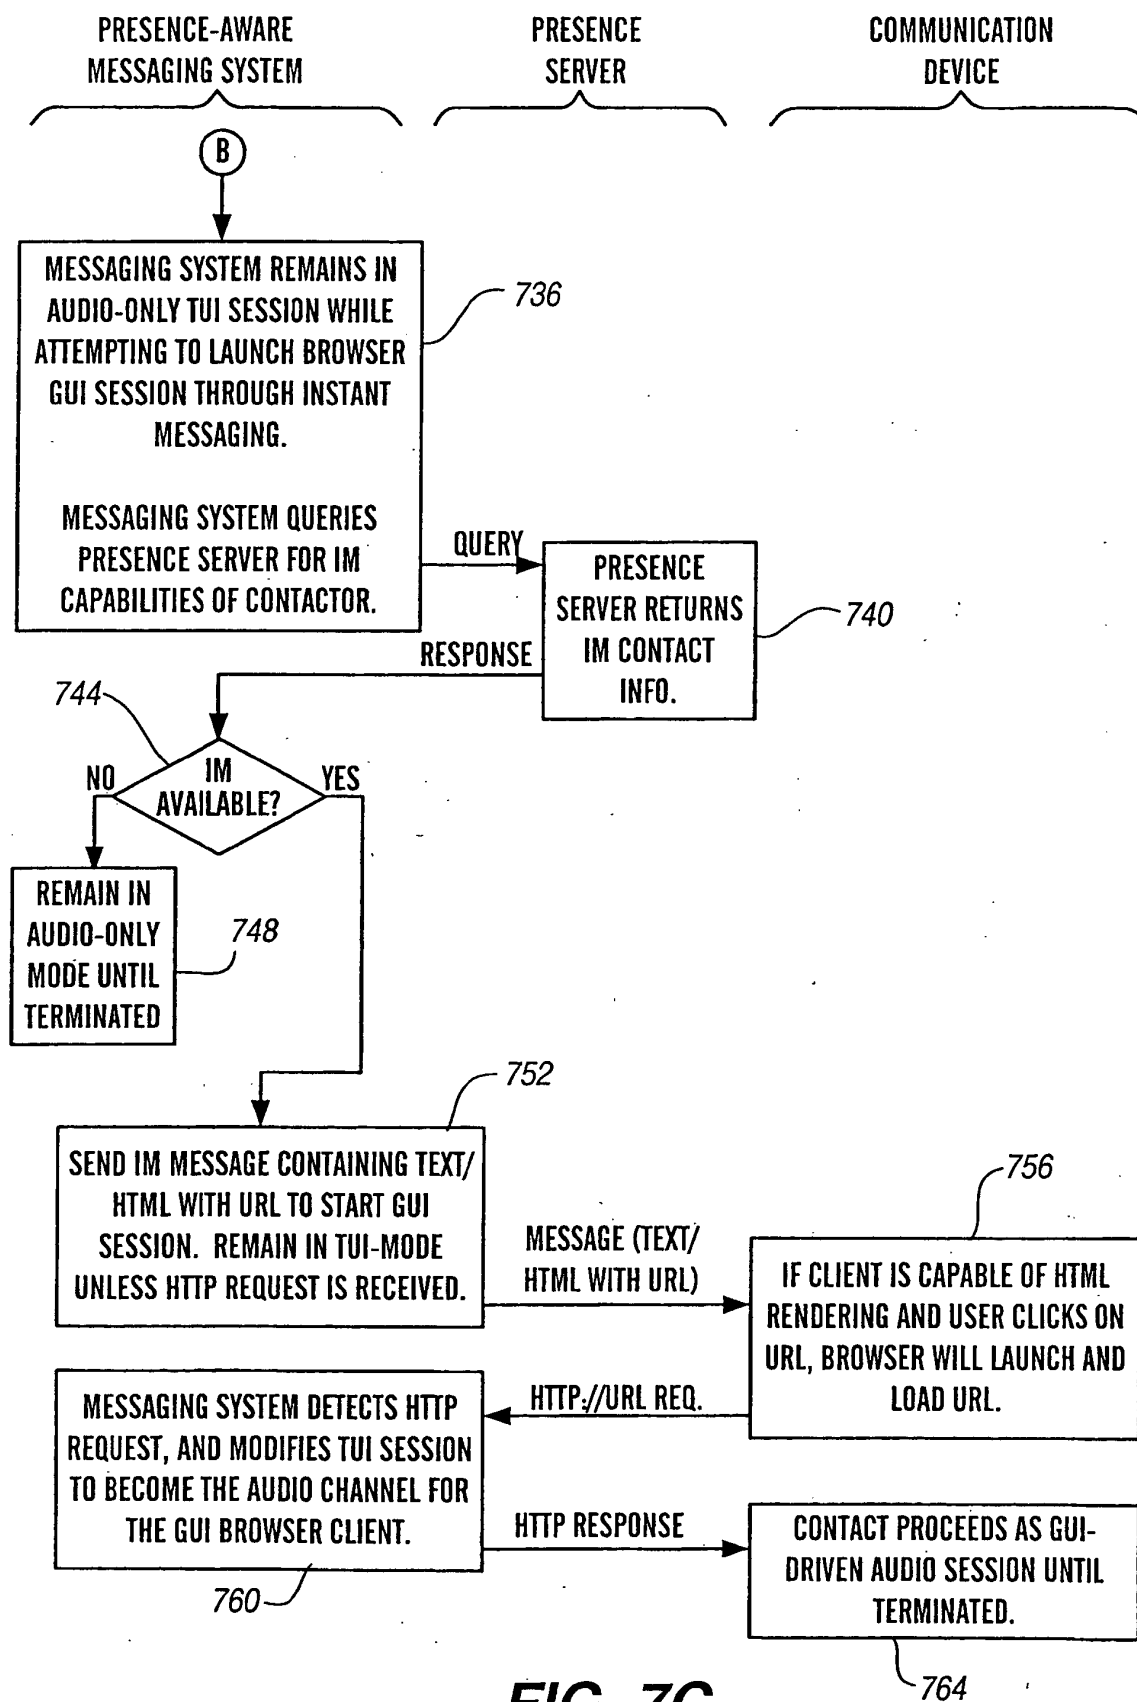 PRESENCE-AWARE
MESSAGING SYSTEM
PRESENCE
SERVER
COMMUNICATION
DEVICE
B
MESSAGING SYSTEM REMAINS IN
AUDIO-ONLY TUI SESSION WHILE
ATTEMPTING TO LAUNCH BROWSER
GUI SESSION THROUGH INSTANT
MESSAGING.
MESSAGING SYSTEM QUERIES
PRESENCE SERVER FOR IM
CAPABILITIES OF CONTACTOR.
736
QUERY
PRESENCE
SERVER RETURNS
IM CONTACT
INFO.
740
RESPONSE
744
IM
AVAILABLE?
NO
YES
REMAIN IN
AUDIO-ONLY
MODE UNTIL
TERMINATED
748
752
SEND IM MESSAGE CONTAINING TEXT/
HTML WITH URL TO START GUI
SESSION. REMAIN IN TUI-MODE
UNLESS HTTP REQUEST IS RECEIVED.
MESSAGE (TEXT/
HTML WITH URL)
756
IF CLIENT IS CAPABLE OF HTML
RENDERING AND USER CLICKS ON
URL, BROWSER WILL LAUNCH AND
LOAD URL.
HTTP://URL REQ.
MESSAGING SYSTEM DETECTS HTTP
REQUEST, AND MODIFIES TUI SESSION
TO BECOME THE AUDIO CHANNEL FOR
THE GUI BROWSER CLIENT.
760
HTTP RESPONSE
CONTACT PROCEEDS AS GUI-
DRIVEN AUDIO SESSION UNTIL
TERMINATED.
764
FIG. 7C